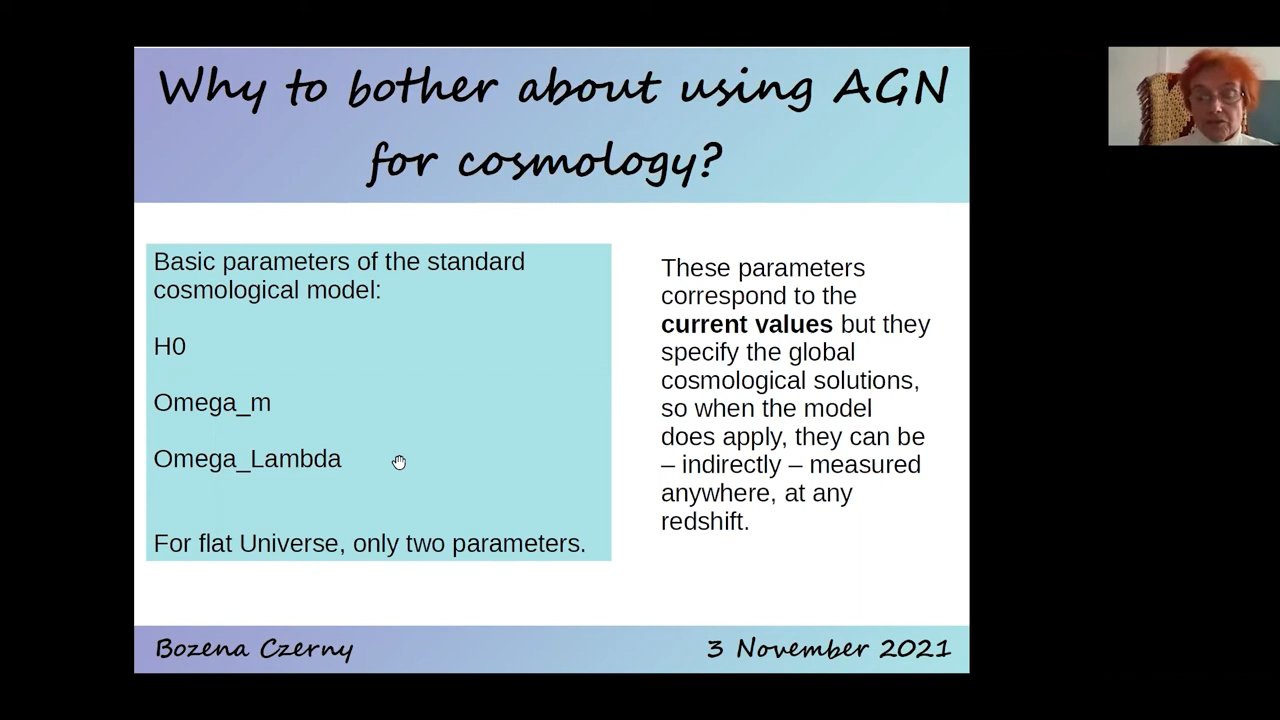 Why to bother about using AGN
for cosmology?
Basic parameters of the standard
cosmological model:
H0
Omega_m
Omega_Lambda
For flat Universe, only two parameters.
These parameters
correspond to the
current values but they
specify the global
cosmological solutions,
so when the model
does apply, they can be
– indirectly – measured
anywhere, at any
redshift.
Bozena Czerny
3 November 2021